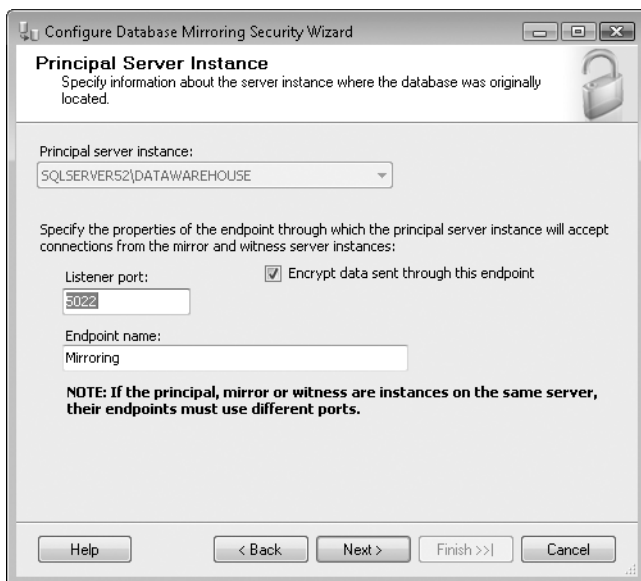 Configure Database Mirroring Security Wizard
Principal Server Instance
Specify information about the server instance where the database was originally
located.
Principal server instance:
SQLSERVER52\DATAWAREHOUSE
Specify the properties of the endpoint through which the principal server instance will accept
connections from the mirror and witness server instances:
Listener port:
Encrypt data sent through this endpoint
5022
Endpoint name:
Mirroring
NOTE: If the principal, mirror or witness are instances on the same server,
their endpoints must use different ports.
Help
< Back
Next >
Finish >>|
Cancel